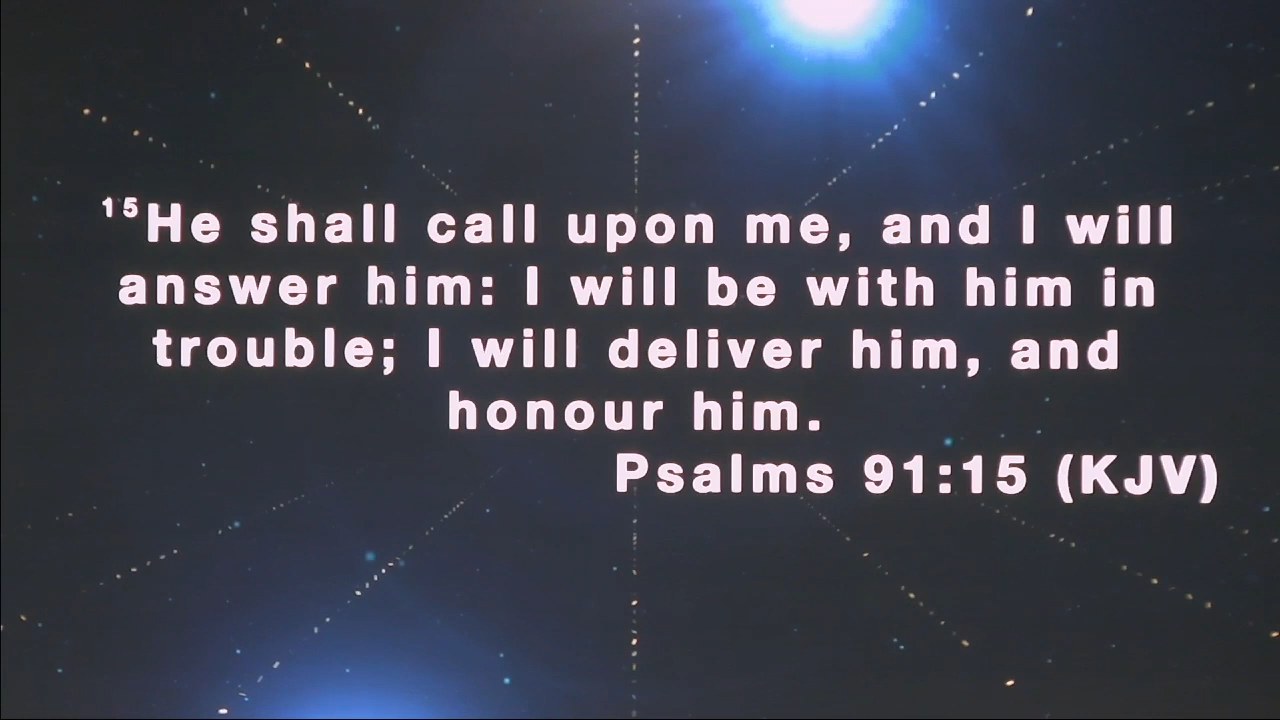 ¹⁵He shall call upon me, and I will
answer him: I will be with him in
trouble; I will deliver him, and
honour him.
Psalms 91:15 (KJV)